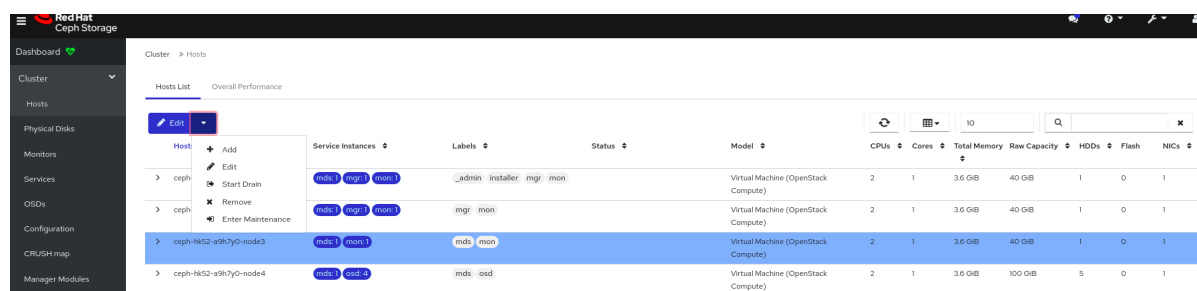 Red Hat
Ceph Storage
Dashboard
Cluster » Hosts
Cluster
Hosts
Physical Disks
Monitors
Services
OSDs
Configuration
CRUSH map
Manager Modules
Hosts List Overall Performance
Edit
10
Add
Edit
Start Drain
Remove
Enter Maintenance
Service Instances Labels Status Model CPUs Cores Total Memory Raw Capacity HDDs Flash NICs
mds: 1 mgr: 1 mon: 1 _admin installer mgr mon Virtual Machine (OpenStack Compute) 2 1 3.6 GiB 40 GiB 1 0 1
mds: 1 mgr: 1 mon: 1 mgr mon Virtual Machine (OpenStack Compute) 2 1 3.6 GiB 40 GiB 1 0 1
ceph-hk52-a9h7y0-node3 mds: 1 mon: 1 mds mon Virtual Machine (OpenStack Compute) 2 1 3.6 GiB 40 GiB 1 0 1
ceph-hk52-a9h7y0-node4 mds: 1 osd: 4 mds osd Virtual Machine (OpenStack Compute) 2 1 3.6 GiB 100 GiB 5 0 1